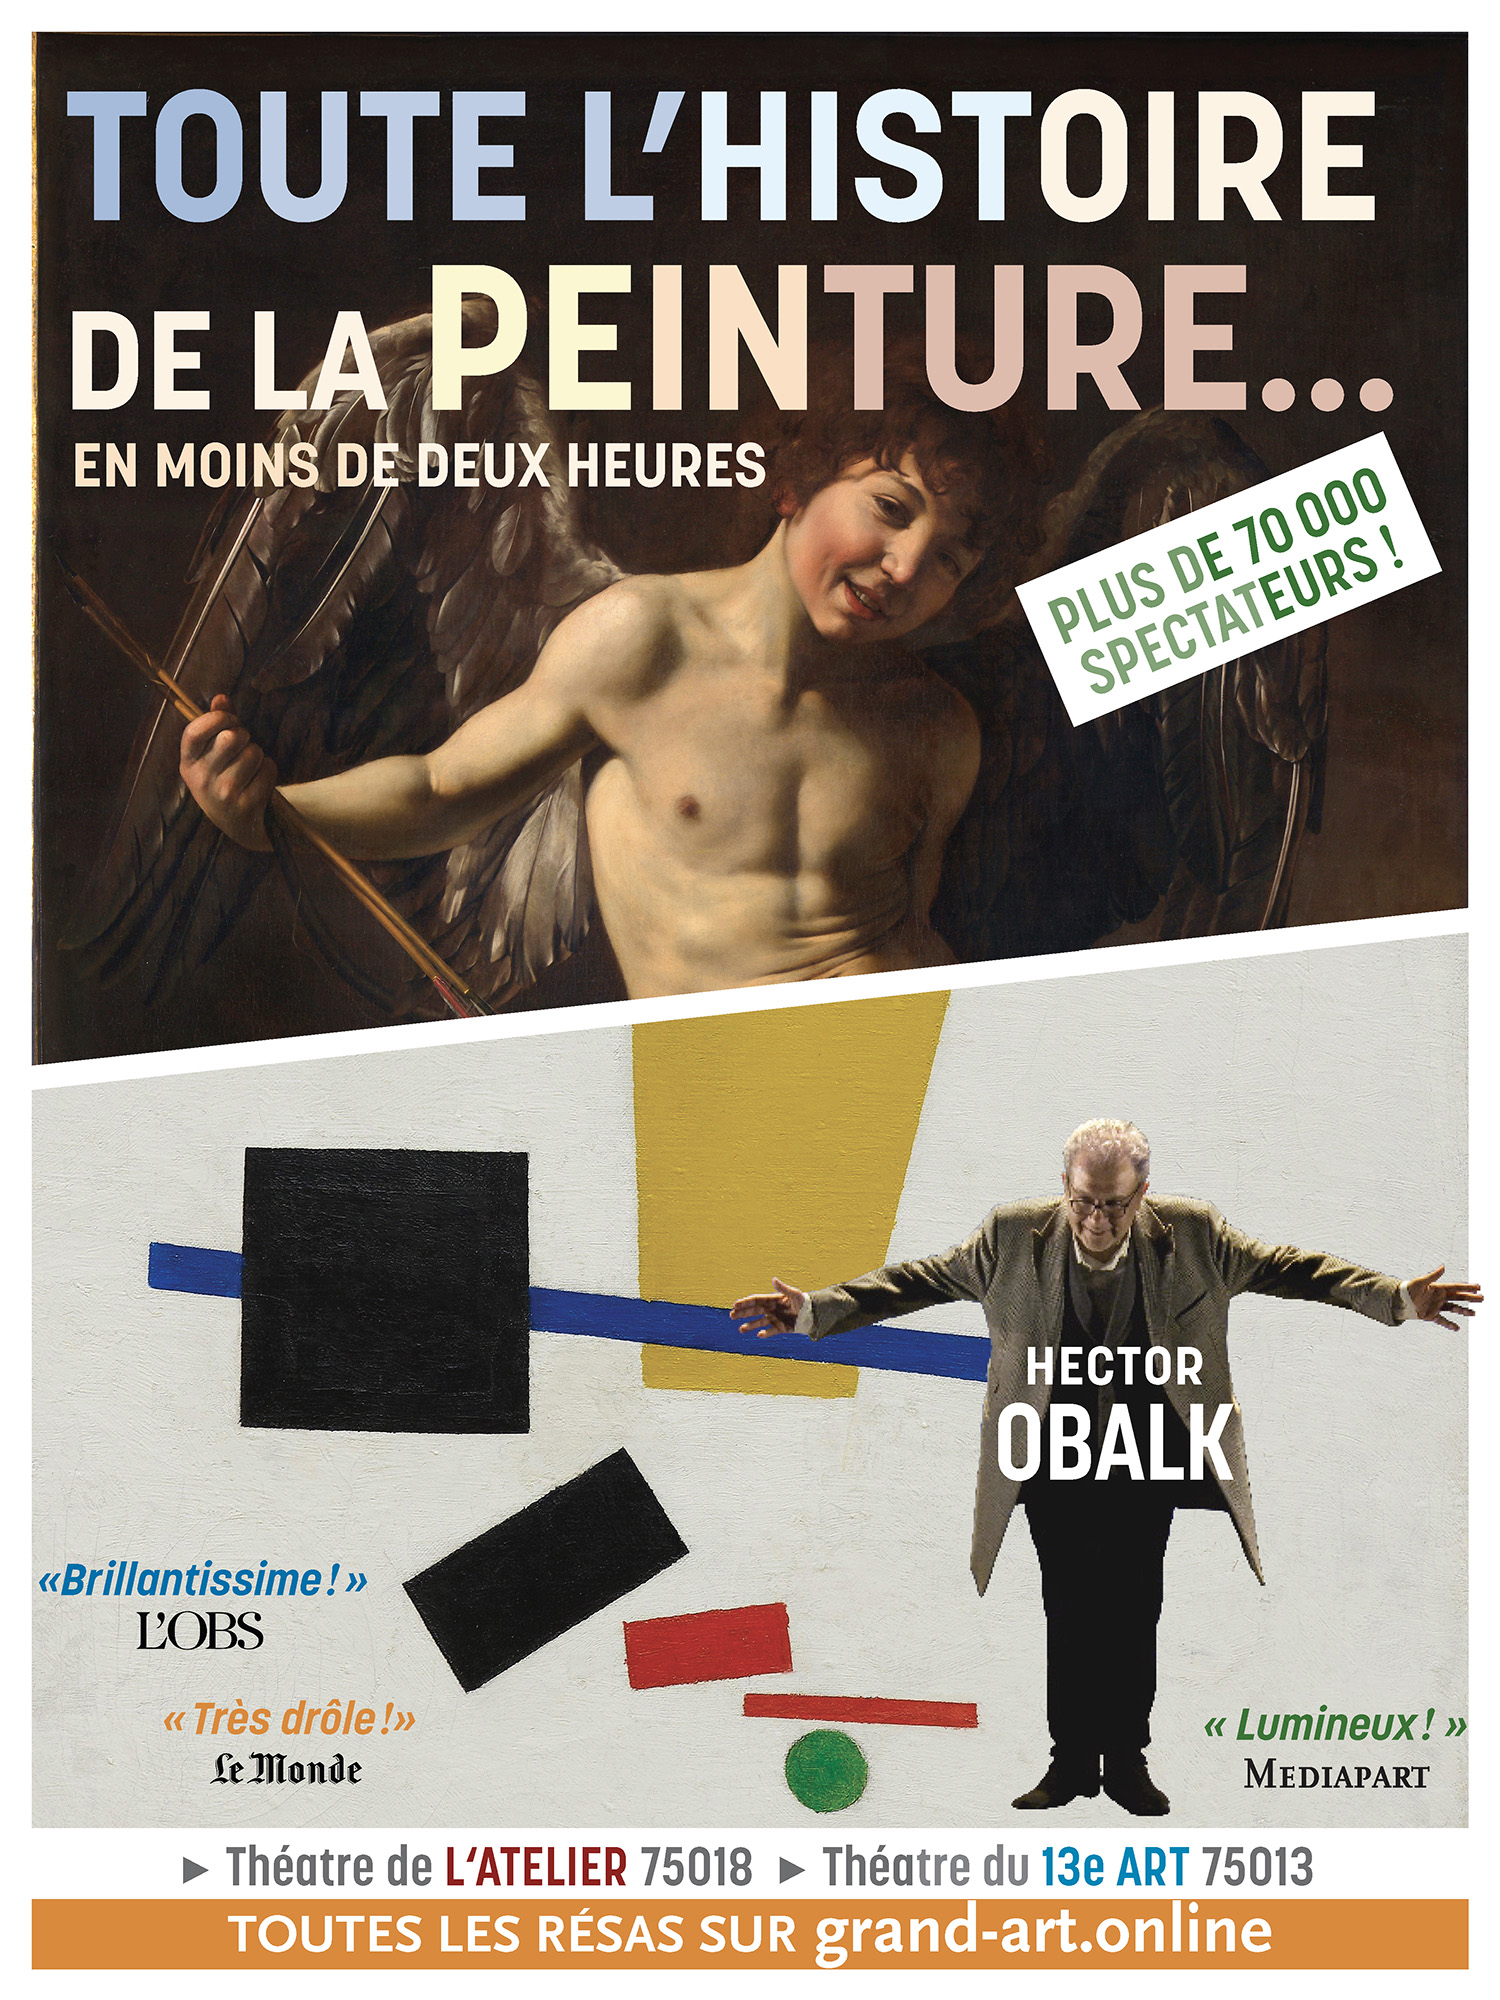 TOUTE L'HISTOIRE
DE LA PEINTURE...
EN MOINS DE DEUX HEURES
PLUS DE 70 000
SPECTATEURS !
HECTOR
OBALK
«Brillantissime!»
L'OBS
«Très drôle!»
Le Monde
« Lumineux! »
MEDIAPART
► Théatre de L'ATELIER 75018 ► Théatre du 13e ART 75013
TOUTES LES RÉSAS SUR grand-art.online